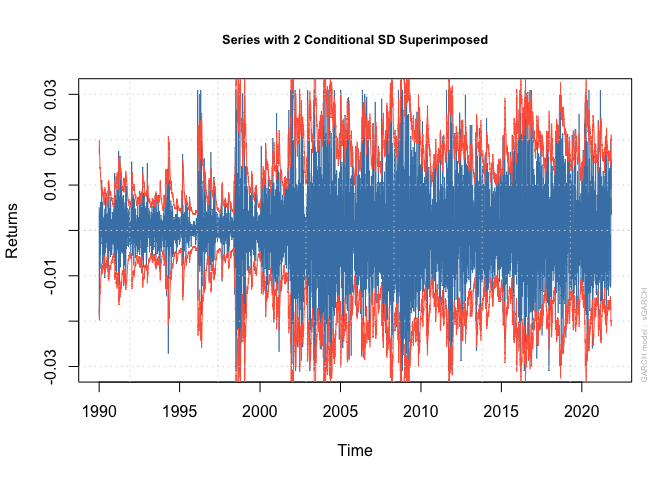 Series with 2 Conditional SD Superimposed
Returns
0.03
0.02
0.01
-0.01
-0.03
1990 1995 2000 2005 2010 2015 2020
Time
GARCH model : sGARCH